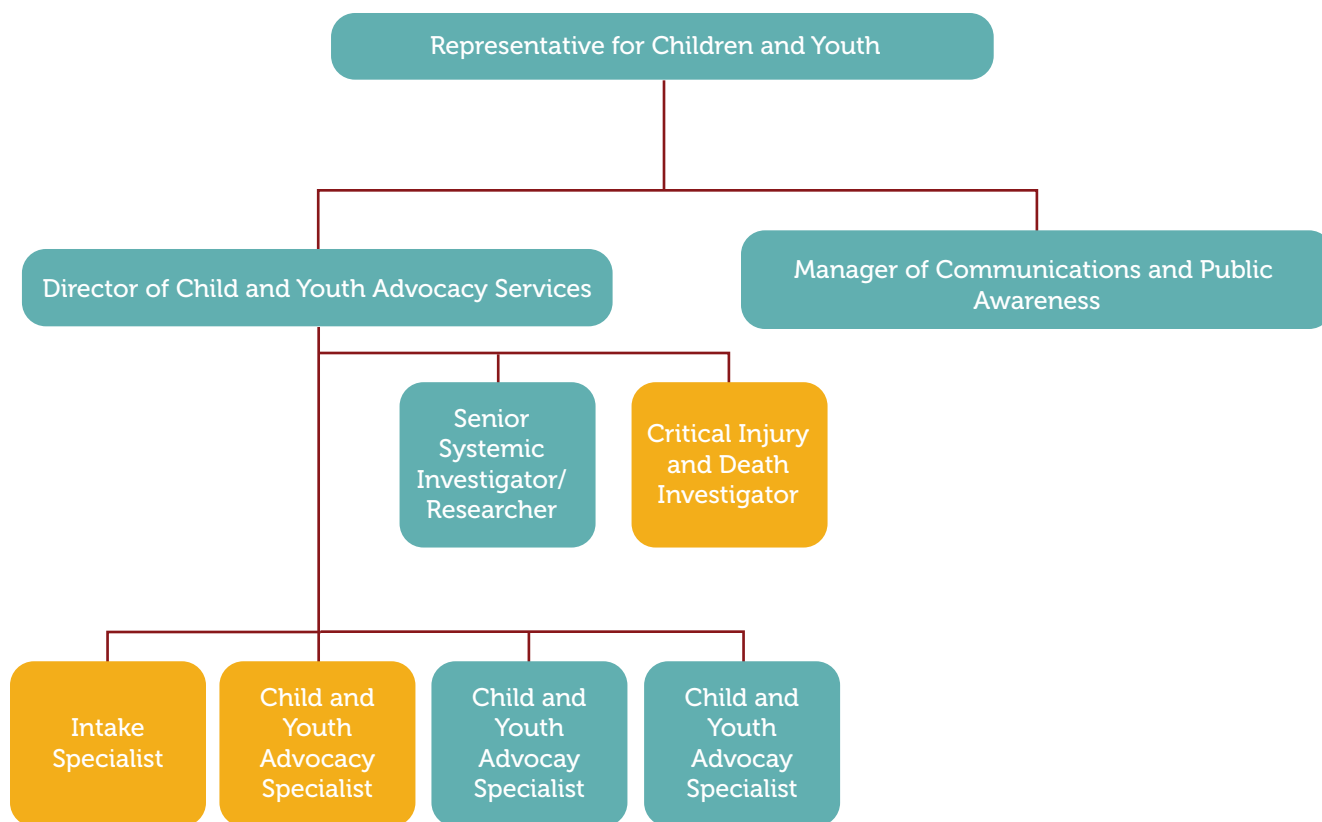 Representative for Children and Youth
Director of Child and Youth Advocacy Services
Manager of Communications and Public
Awareness
Senior
Systemic
Investigator/
Researcher
Critical Injury
and Death
Investigator
Intake
Specialist
Child and
Youth
Advocacy
Specialist
Child and
Youth
Advocay
Specialist
Child and
Youth
Advocay
Specialist